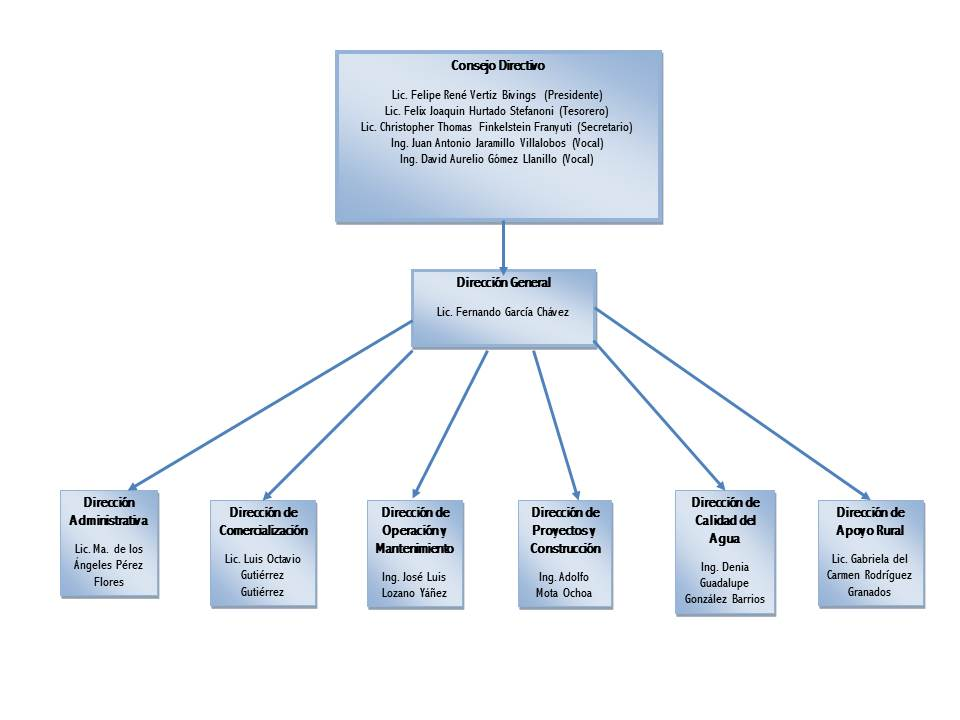 Consejo Directivo
Lic. Felipe René Vertiz Bivings (Presidente)
Lic. Felix Joaquin Hurtado Stefanoni (Tesorero)
Lic. Christopher Thomas Finkelstein Franyuti (Secretario)
Ing. Juan Antonio Jaramillo Villalobos (Vocal)
Ing. David Aurelio Gómez Llanillo (Vocal)
Dirección General
Lic. Fernando García Chávez
Dirección
Administrativa
Lic. Ma. de los
Ángeles Pérez
Flores
Dirección de
Comercialización
Lic. Luis Octavio
Gutiérrez
Gutiérrez
Dirección de
Operación y
Mantenimiento
Ing. José Luis
Lozano Yáñez
Dirección de
Proyectos y
Construcción
Ing. Adolfo
Mota Ochoa
Dirección de
Calidad del
Agua
Ing. Denia
Guadalupe
González Barrios
Dirección de
Apoyo Rural
Lic. Gabriela del
Carmen Rodríguez
Granados